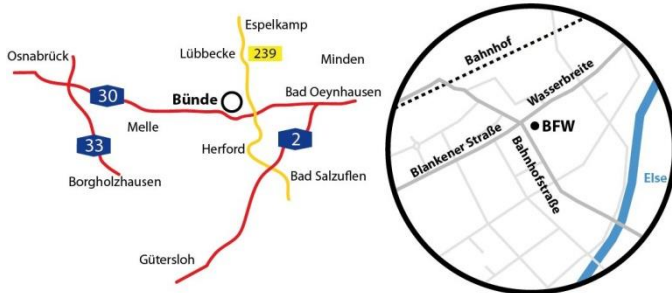 Espelkamp
Osnabrück
Lübbecke
239
Minden
30
Bünde
Bad Oeynhausen
Melle
33
Herford
2
Borgholzhausen
Bad Salzuflen
Gütersloh
Bahnhof
Wasserbreite
BFW
Blankener Straße
Bahnhofstraße
Else